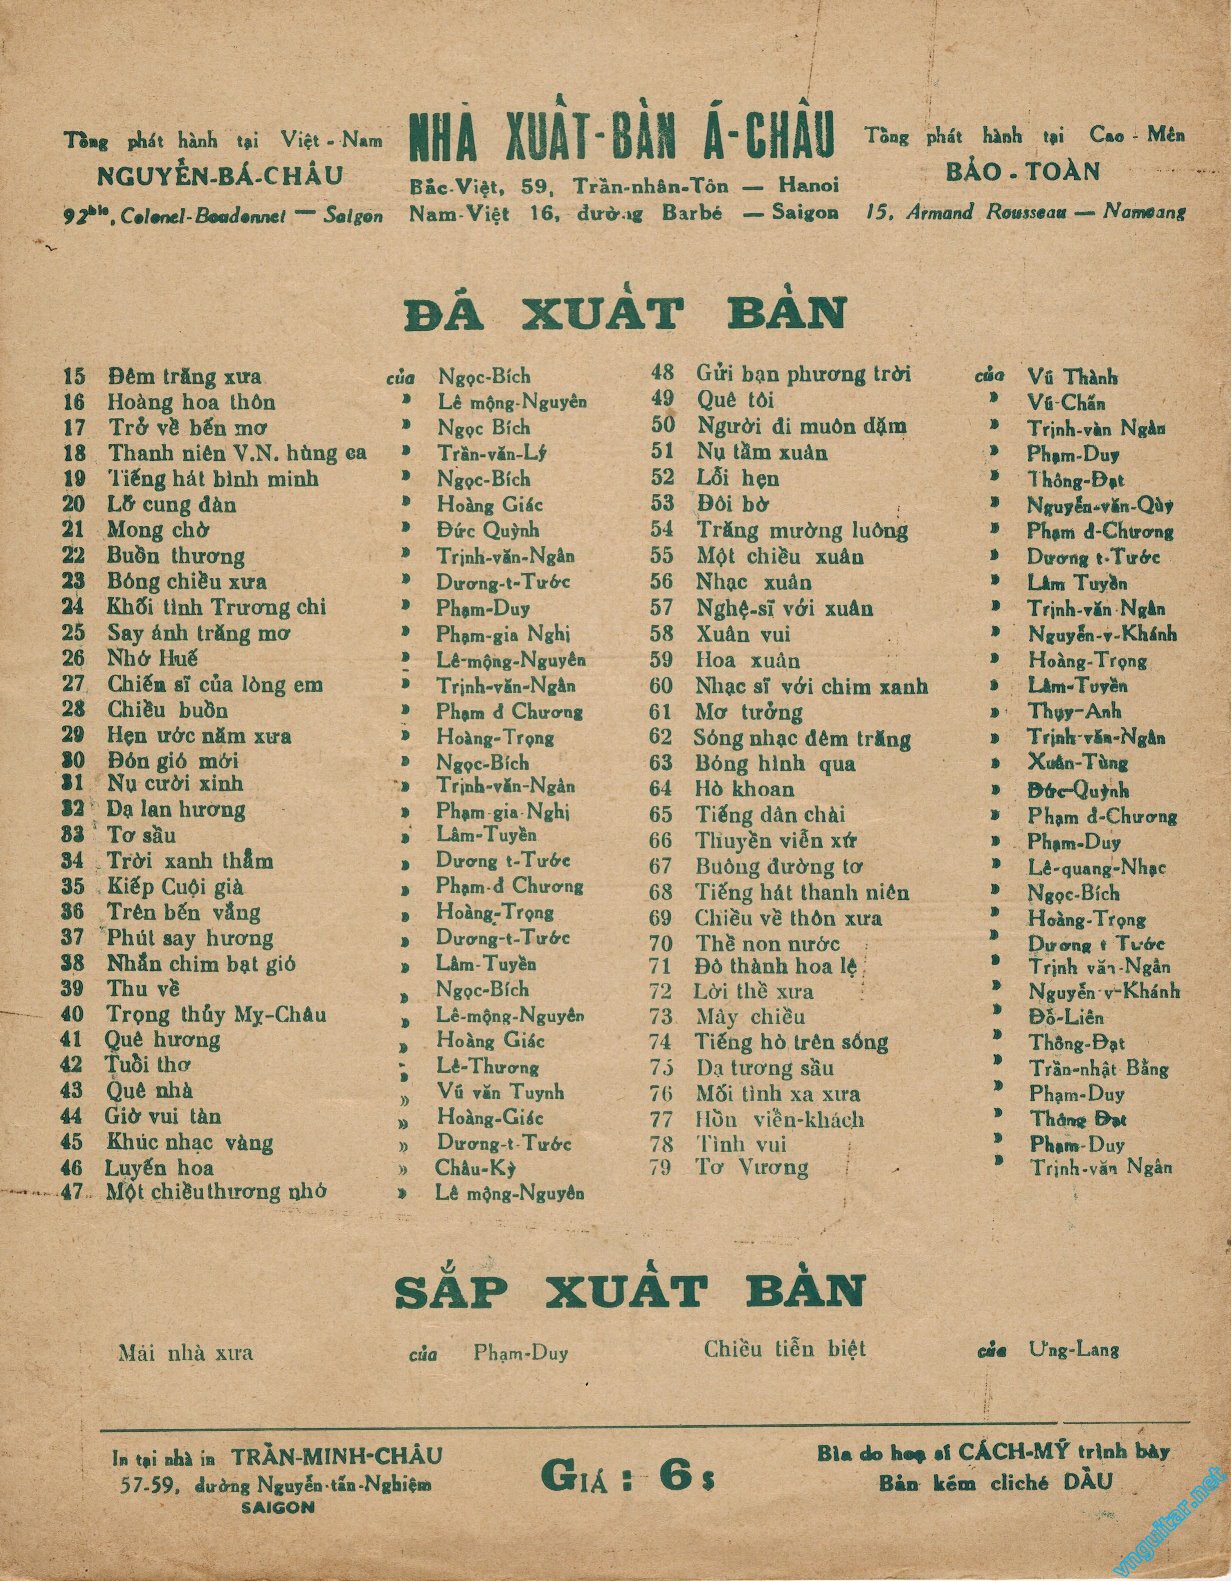 Tổng phát hành tại Việt-Nam
NGUYỄN-BÁ-CHÂU
92bis, Colonel-Boudonnet — Saigon
NHÀ XUẤT-BẢN Á-CHÂU
Bắc-Việt, 59, Trần-nhân-Tôn — Hanoi
Nam-Việt 16, đường Barbé — Saigon
Tổng phát hành tại Cao-Mên
BẢO-TOÀN
15, Armand Rousseau — Nameang
ĐÃ XUẤT BẢN
15 Đêm trăng xưa của Ngọc-Bích
16 Hoàng hoa thôn » Lê mộng-Nguyên
17 Trở về bến mơ » Ngọc Bích
18 Thanh niên V.N. hùng ca » Trần-văn-Lý
19 Tiếng hát bình minh » Ngọc-Bích
20 Lỡ cung đàn » Hoàng Giác
21 Mong chờ » Đức Quỳnh
22 Buồn thương » Trịnh-văn-Ngân
23 Bóng chiều xưa » Dương-t-Tước
24 Khối tình Trương chi » Phạm-Duy
25 Say ánh trăng mơ » Phạm-gia Nghị
26 Nhớ Huế » Lê-mộng-Nguyên
27 Chiến sĩ của lòng em » Trịnh-văn-Ngân
28 Chiều buồn » Phạm đ Chương
29 Hẹn ước năm xưa » Hoàng-Trọng
30 Đón gió mới » Ngọc-Bích
31 Nụ cười xinh » Trịnh-văn-Ngân
32 Dạ lan hương » Phạm-gia-Nghị
33 Tơ sầu » Lâm-Tuyền
34 Trời xanh thẳm » Dương t-Tước
35 Kiếp Cuội già » Phạm-đ Chương
36 Trên bến vắng » Hoàng-Trọng
37 Phút say hương » Dương-t-Tước
38 Nhắn chim bạt gió » Lâm-Tuyền
39 Thu về » Ngọc-Bích
40 Trọng thủy Mỵ-Châu » Lê-mộng-Nguyên
41 Quê hương » Hoàng Giác
42 Tuổi thơ » Lê-Thương
43 Quê nhà » Vũ văn Tuynh
44 Giờ vui tàn » Hoàng-Giác
45 Khúc nhạc vàng » Dương-t-Tước
46 Luyến hoa » Châu-Kỳ
47 Một chiều thương nhớ » Lê mộng-Nguyên
48 Gửi bạn phương trời của Vũ Thành
49 Quê tôi » Vũ-Chấn
50 Người đi muôn dặm » Trịnh-văn Ngân
51 Nụ tầm xuân » Phạm-Duy
52 Lỗi hẹn » Thông-Đạt
53 Đôi bờ » Nguyễn-văn-Qùy
54 Trăng mường luông » Phạm đ-Chương
55 Một chiều xuân » Dương t-Tước
56 Nhạc xuân » Lâm Tuyền
57 Nghệ-sĩ với xuân » Trịnh-văn Ngân
58 Xuân vui » Nguyễn-v-Khánh
59 Hoa xuân » Hoàng-Trọng
60 Nhạc sĩ với chim xanh » Lâm-Tuyền
61 Mơ tưởng » Thụy-Anh
62 Sóng nhạc đêm trăng » Trịnh-văn-Ngân
63 Bóng hình qua » Xuân-Tùng
64 Hò khoan » Đức-Quỳnh
65 Tiếng dân chài » Phạm đ-Chương
66 Thuyền viễn xứ » Phạm-Duy
67 Buông đường tơ » Lê-quang-Nhạc
68 Tiếng hát thanh niên » Ngọc-Bích
69 Chiều về thôn xưa » Hoàng-Trọng
70 Thề non nước » Dương t Tước
71 Đô thành hoa lệ » Trịnh văn-Ngân
72 Lời thề xưa » Nguyễn v-Khánh
73 Mây chiều » Đỗ-Liên
74 Tiếng hò trên sông » Thông-Đạt
75 Dạ tương sầu » Trần-nhật Bằng
76 Mối tình xa xưa » Phạm-Duy
77 Hồn viễn-khách » Thông Đạt
78 Tình vui » Phạm-Duy
79 Tơ Vương » Trịnh-văn Ngân
SẮP XUẤT BẢN
Mái nhà xưa của Phạm-Duy
Chiều tiễn biệt của Ưng-Lang
In tại nhà in TRẦN-MINH-CHÂU
57-59, đường Nguyễn-tấn-Nghiệm
SAIGON
GIÁ : 6$
Bìa do hoạ sĩ CÁCH-MỸ trình bày
Bản kẽm cliché DẦU
vnguitar.net